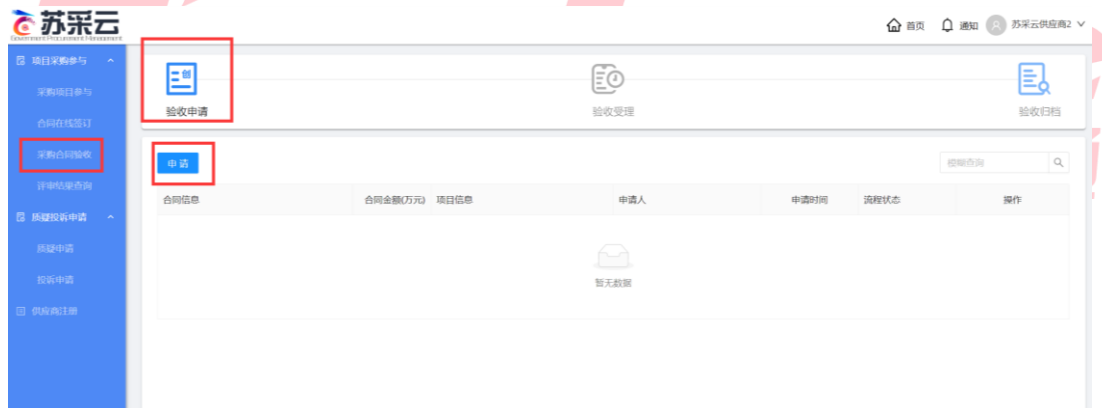 苏采云
Government Procurement Management
首页 通知 苏采云供应商2
项目采购参与
采购项目参与
合同在线签订
采购合同验收
评审结果查询
质疑投诉申请
质疑申请
投诉申请
供应商注册
验收申请 验收受理 验收归档
申请
模糊查询
合同信息 合同金额(万元) 项目信息 申请人 申请时间 流程状态 操作
暂无数据